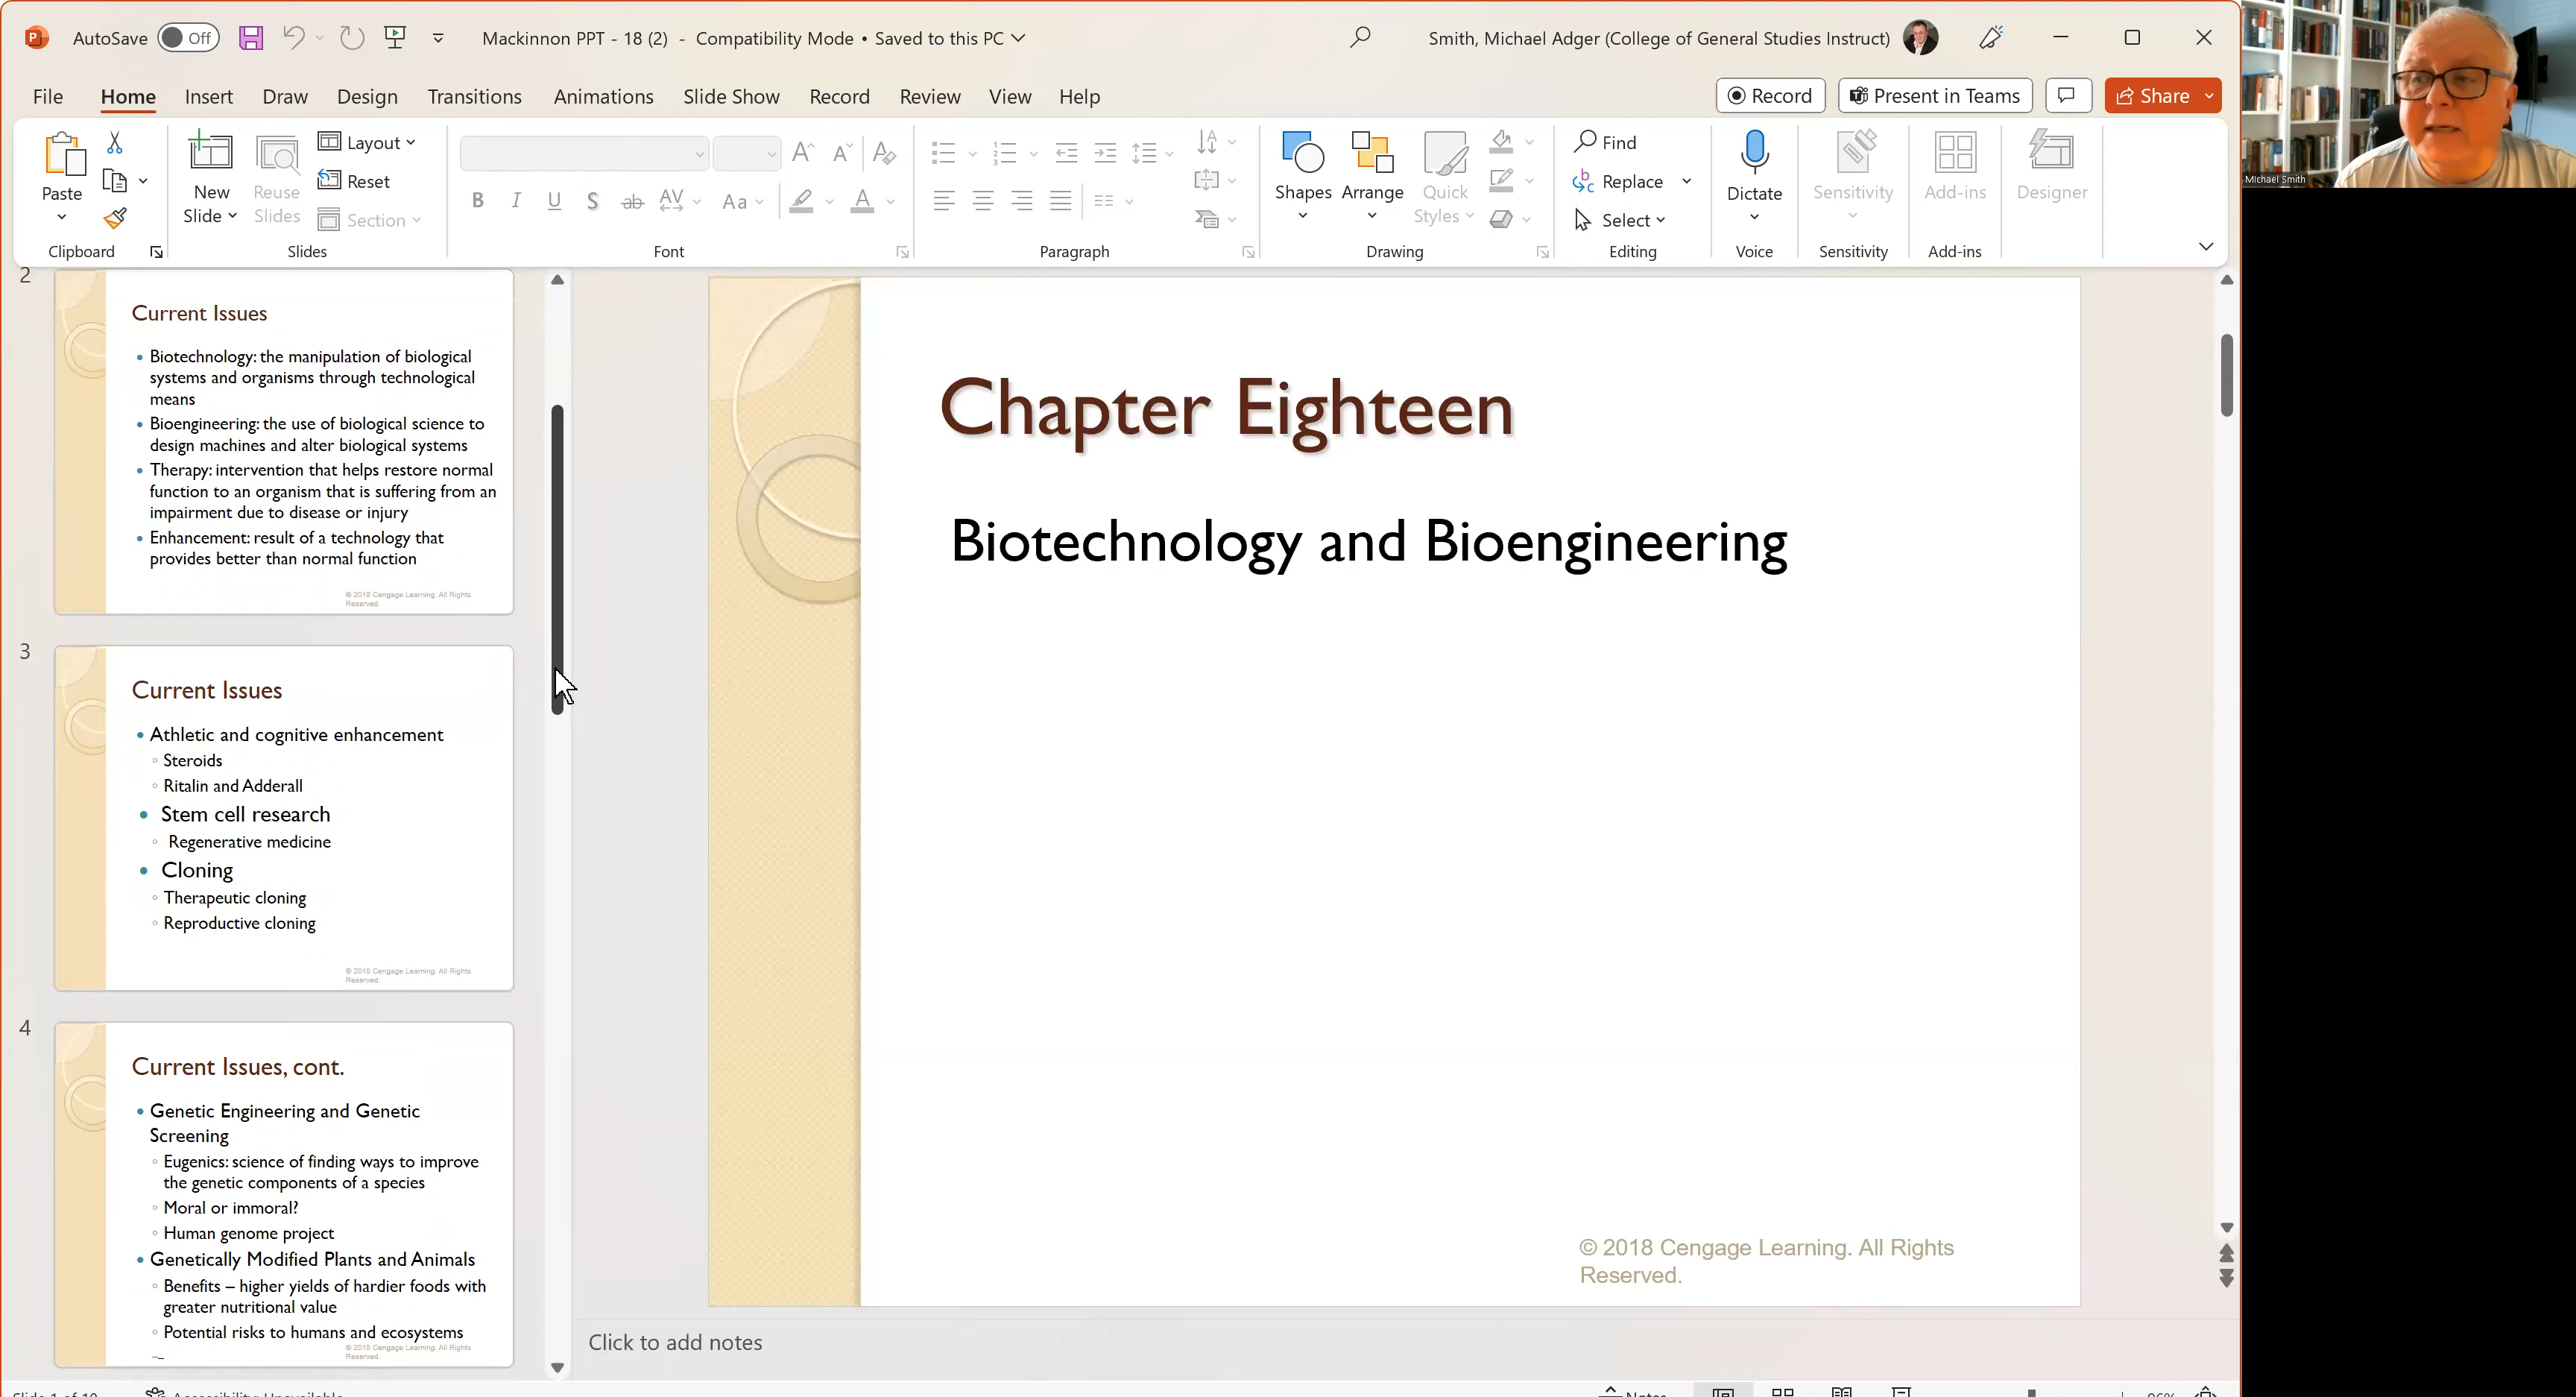 AutoSave Off Mackinnon PPT - 18 (2) - Compatibility Mode • Saved to this PC Smith, Michael Adger (College of General Studies Instruct)
File Home Insert Draw Design Transitions Animations Slide Show Record Review View Help Record Present in Teams Share
Paste
New
Slide
Reuse
Slides
Layout
Reset
Section
B I U S ab AV Aa A
Shapes
Arrange
Quick
Styles
Find
Replace
Select
Dictate
Sensitivity
Add-ins
Designer
Clipboard Slides Font Paragraph Drawing Editing Voice Sensitivity Add-ins
Michael Smith
2
Current Issues
• Biotechnology: the manipulation of biological
systems and organisms through technological
means
• Bioengineering: the use of biological science to
design machines and alter biological systems
• Therapy: intervention that helps restore normal
function to an organism that is suffering from an
impairment due to disease or injury
• Enhancement: result of a technology that
provides better than normal function
© 2018 Cengage Learning. All Rights
Reserved.
3
Current Issues
• Athletic and cognitive enhancement
◦ Steroids
◦ Ritalin and Adderall
• Stem cell research
◦ Regenerative medicine
• Cloning
◦ Therapeutic cloning
◦ Reproductive cloning
© 2018 Cengage Learning. All Rights
Reserved.
4
Current Issues, cont.
• Genetic Engineering and Genetic
Screening
◦ Eugenics: science of finding ways to improve
the genetic components of a species
◦ Moral or immoral?
◦ Human genome project
• Genetically Modified Plants and Animals
◦ Benefits – higher yields of hardier foods with
greater nutritional value
◦ Potential risks to humans and ecosystems
© 2018 Cengage Learning. All Rights
Reserved.
Chapter Eighteen
Biotechnology and Bioengineering
© 2018 Cengage Learning. All Rights
Reserved.
Click to add notes